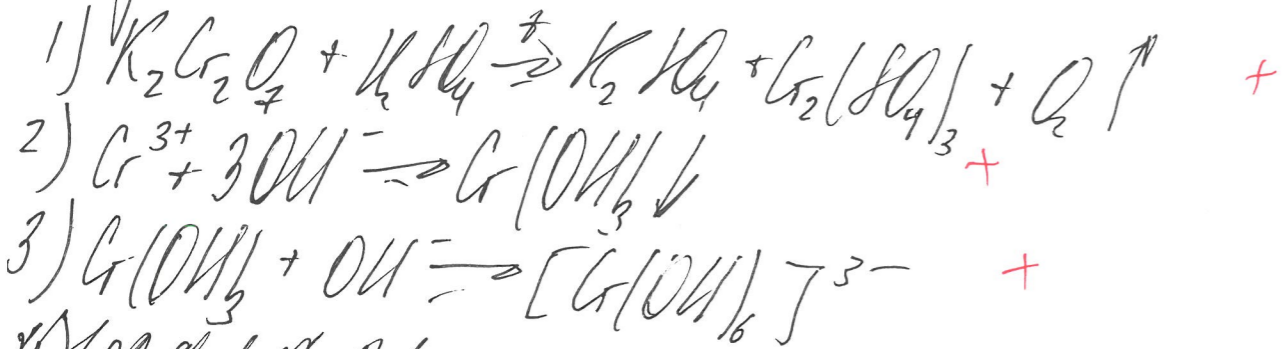 1) K₂Cr₂O₇ + H₂SO₄ →^t K₂SO₄ + Cr₂(SO₄)₃ + O₂↑ +
2) Cr³⁺ + 3OH⁻ → Cr(OH)₃↓ +
3) Cr(OH)₃ + OH⁻ → [Cr(OH)₆]³⁻ +